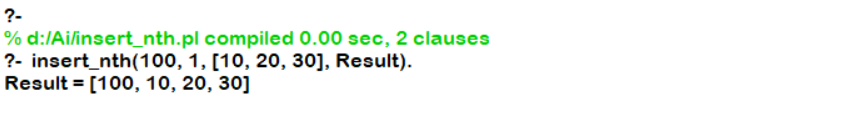 ?-
% d:/Ai/insert_nth.pl compiled 0.00 sec, 2 clauses
?- insert_nth(100, 1, [10, 20, 30], Result).
Result = [100, 10, 20, 30]